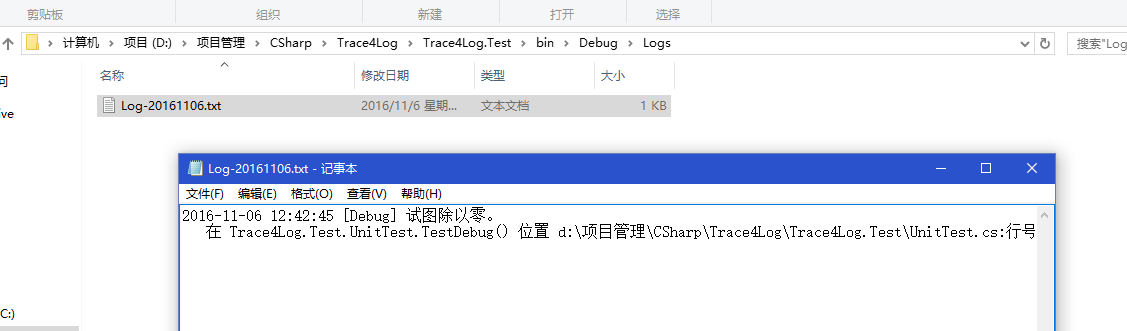 剪贴板 组织 新建 打开 选择
计算机 项目 (D:) 项目管理 CSharp Trace4Log Trace4Log.Test bin Debug Logs 搜索"Log
名称 修改日期 类型 大小
问
Log-20161106.txt 2016/11/6 星期... 文本文档 1 KB
ive
Log-20161106.txt - 记事本
文件(F) 编辑(E) 格式(O) 查看(V) 帮助(H)
2016-11-06 12:42:45 [Debug] 试图除以零。
在 Trace4Log.Test.UnitTest.TestDebug() 位置 d:\项目管理\CSharp\Trace4Log\Trace4Log.Test\UnitTest.cs:行号
C:)